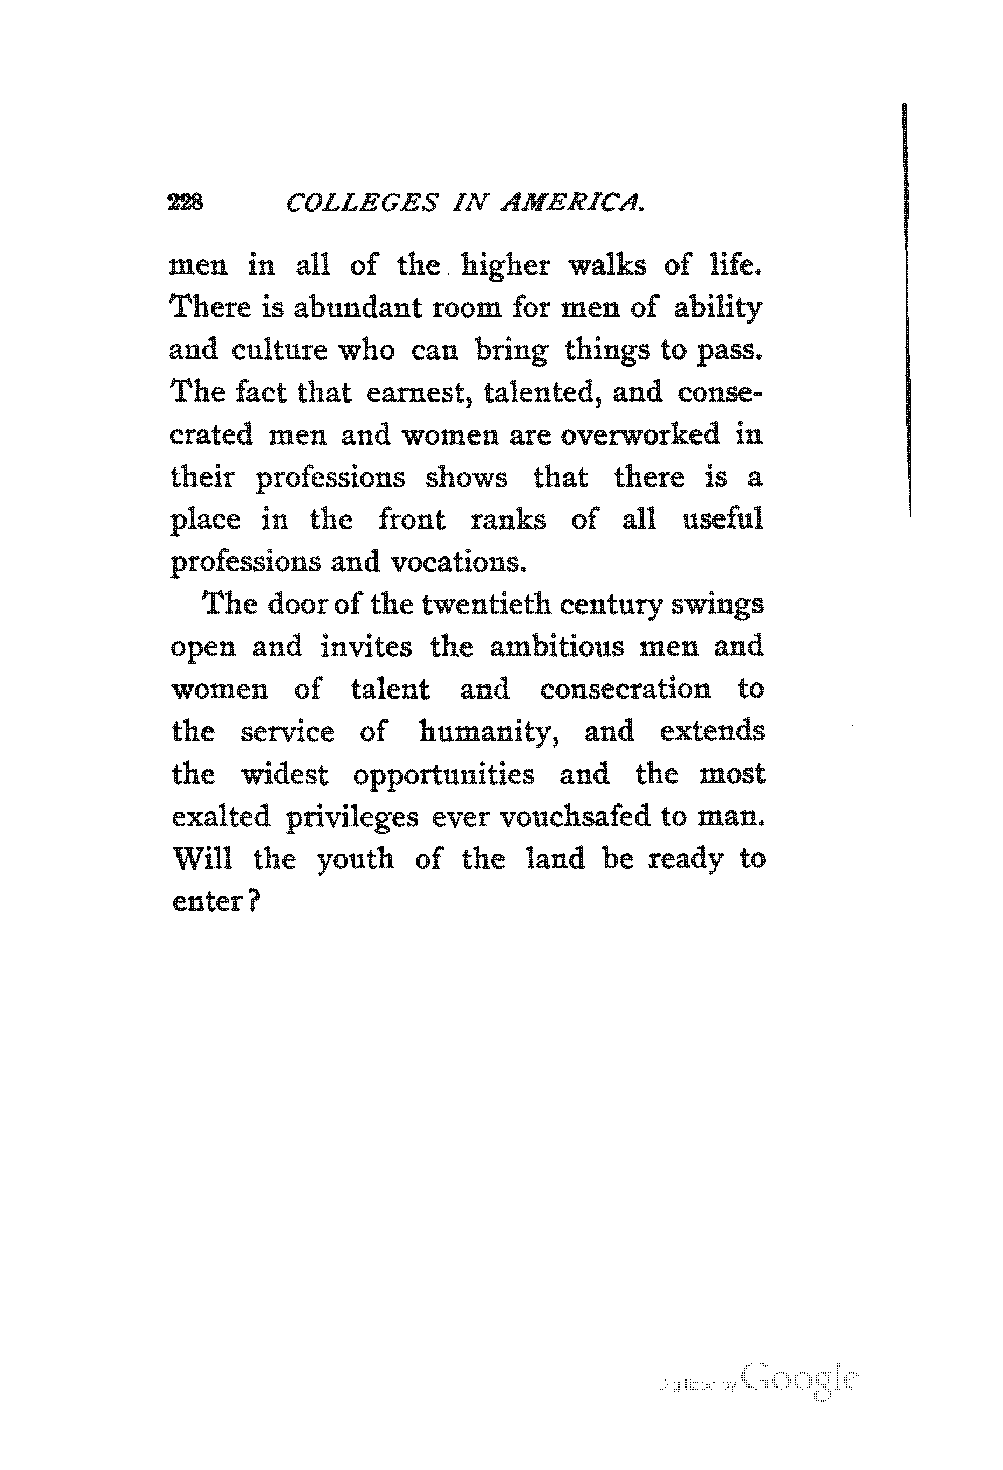 228 COLLEGES IN AMERICA.
men in all of the higher walks of life.
There is abundant room for men of ability
and culture who can bring things to pass.
The fact that earnest, talented, and conse-
crated men and women are overworked in
their professions shows that there is a
place in the front ranks of all useful
professions and vocations.
The door of the twentieth century swings
open and invites the ambitious men and
women of talent and consecration to
the service of humanity, and extends
the widest opportunities and the most
exalted privileges ever vouchsafed to man.
Will the youth of the land be ready to
enter?
Digitized by Google